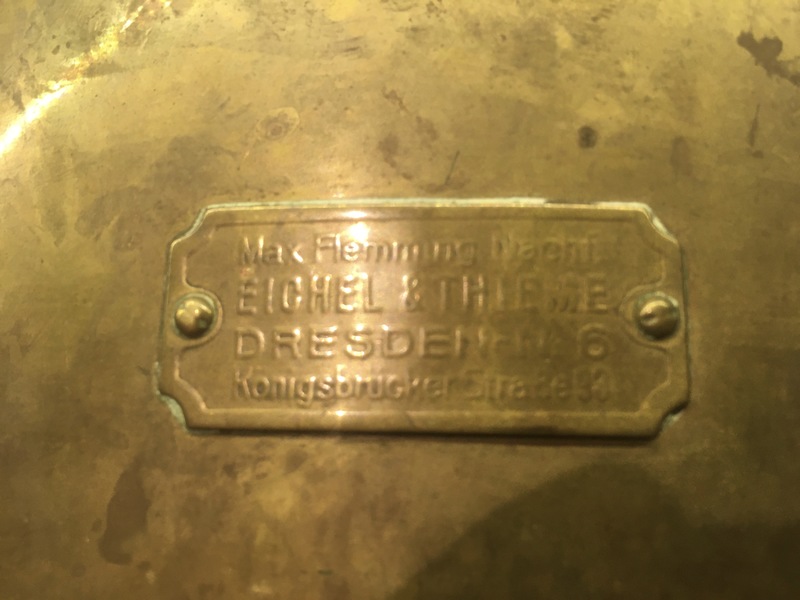 Max Flemming Nachf.
EICHEL & THIEME
DRESDEN-N. 6
Königsbrücker Straße